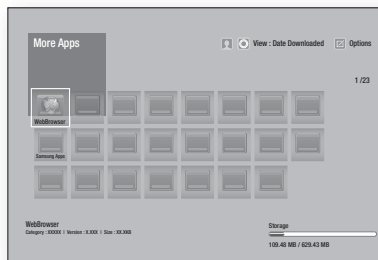 More Apps
View : Date Downloaded Options
1 /23
WebBrowser
Samsung Apps
WebBrowser
Category : XXXXX | Version : X.XXX | Size : XX.XXB
Storage
109.48 MB / 629.43 MB